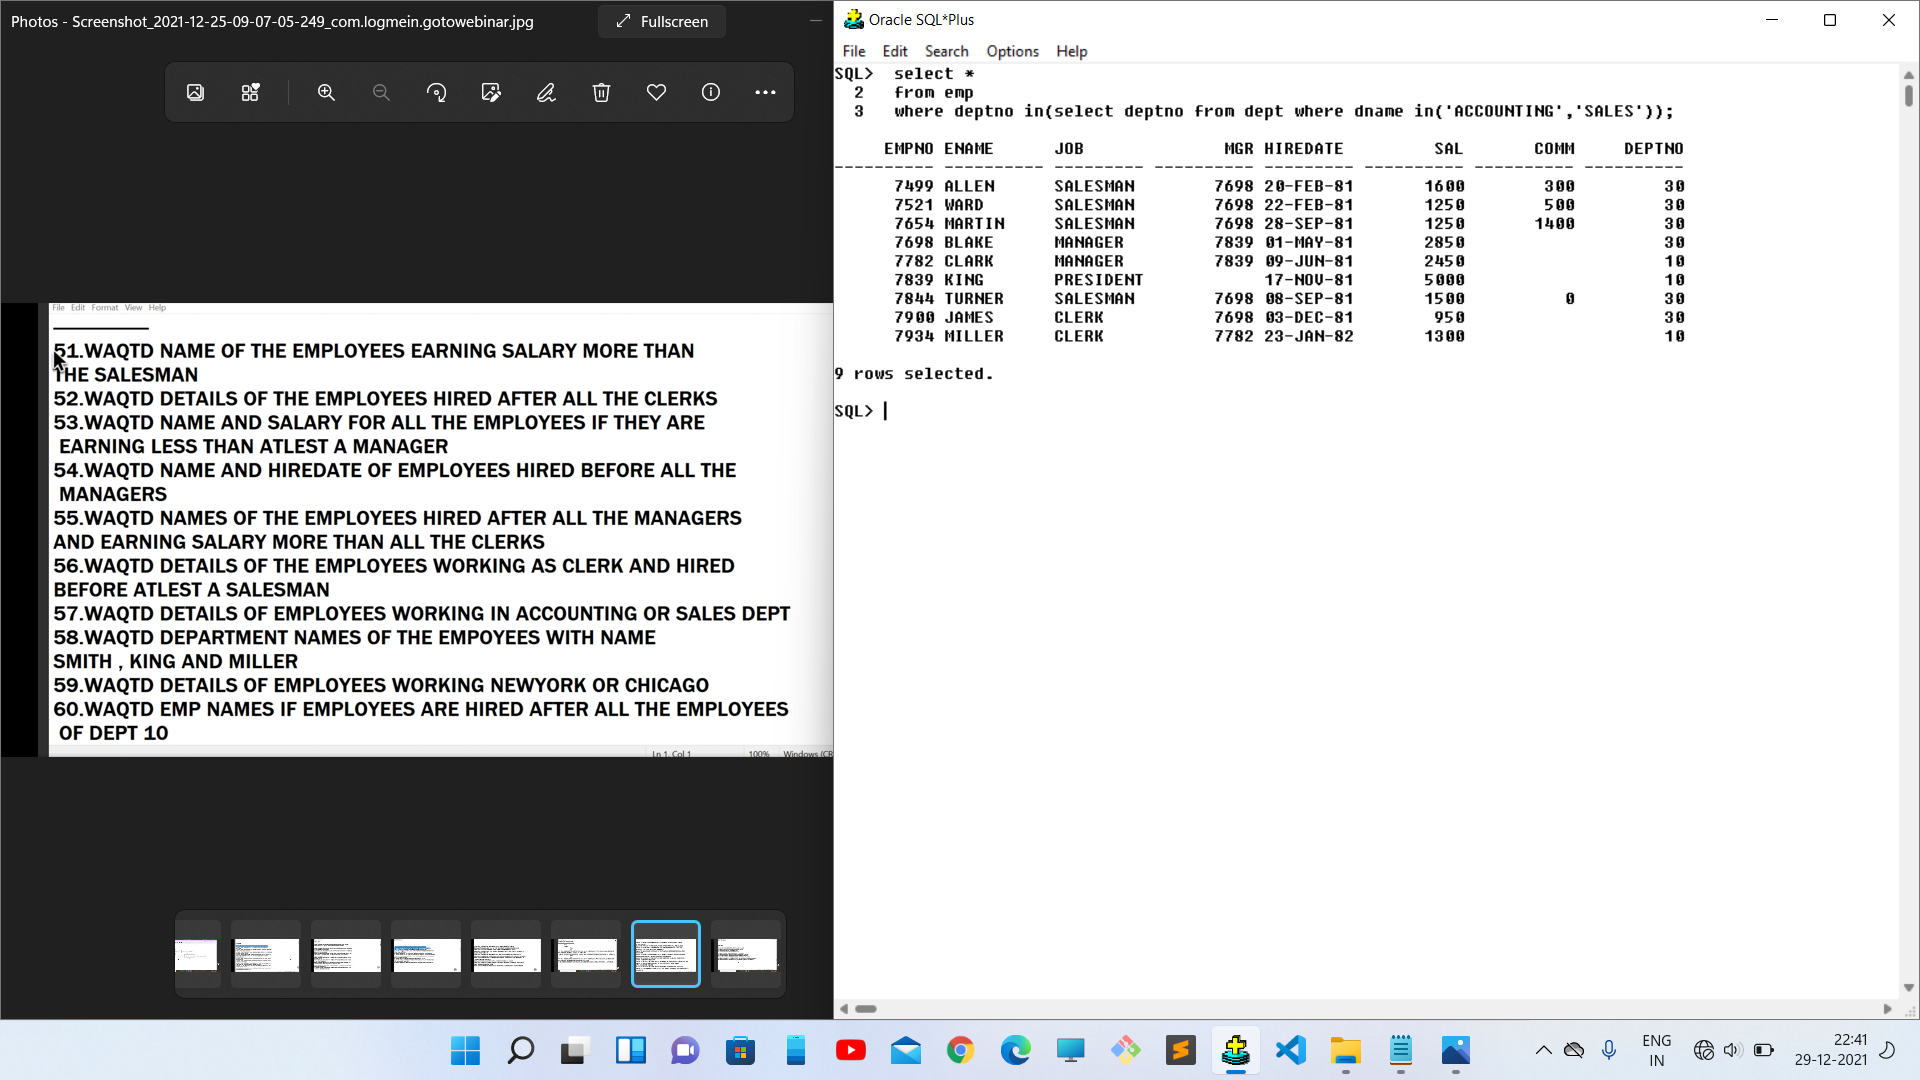 Photos - Screenshot_2021-12-25-09-07-05-249_com.logmein.gotowebinar.jpg
Fullscreen
File Edit Format View Help
51.WAQTD NAME OF THE EMPLOYEES EARNING SALARY MORE THAN
THE SALESMAN
52.WAQTD DETAILS OF THE EMPLOYEES HIRED AFTER ALL THE CLERKS
53.WAQTD NAME AND SALARY FOR ALL THE EMPLOYEES IF THEY ARE
EARNING LESS THAN ATLEST A MANAGER
54.WAQTD NAME AND HIREDATE OF EMPLOYEES HIRED BEFORE ALL THE
MANAGERS
55.WAQTD NAMES OF THE EMPLOYEES HIRED AFTER ALL THE MANAGERS
AND EARNING SALARY MORE THAN ALL THE CLERKS
56.WAQTD DETAILS OF THE EMPLOYEES WORKING AS CLERK AND HIRED
BEFORE ATLEST A SALESMAN
57.WAQTD DETAILS OF EMPLOYEES WORKING IN ACCOUNTING OR SALES DEPT
58.WAQTD DEPARTMENT NAMES OF THE EMPOYEES WITH NAME
SMITH , KING AND MILLER
59.WAQTD DETAILS OF EMPLOYEES WORKING NEWYORK OR CHICAGO
60.WAQTD EMP NAMES IF EMPLOYEES ARE HIRED AFTER ALL THE EMPLOYEES
OF DEPT 10
Ln 1, Col 1 100% Windows (CR
Oracle SQL*Plus
File Edit Search Options Help
SQL> select *
2 from emp
3 where deptno in(select deptno from dept where dname in('ACCOUNTING','SALES'));
EMPNO ENAME JOB MGR HIREDATE SAL COMM DEPTNO
---------- ---------- --------- ---------- --------- ---------- ---------- ----------
7499 ALLEN SALESMAN 7698 20-FEB-81 1600 300 30
7521 WARD SALESMAN 7698 22-FEB-81 1250 500 30
7654 MARTIN SALESMAN 7698 28-SEP-81 1250 1400 30
7698 BLAKE MANAGER 7839 01-MAY-81 2850 30
7782 CLARK MANAGER 7839 09-JUN-81 2450 10
7839 KING PRESIDENT 17-NOV-81 5000 10
7844 TURNER SALESMAN 7698 08-SEP-81 1500 0 30
7900 JAMES CLERK 7698 03-DEC-81 950 30
7934 MILLER CLERK 7782 23-JAN-82 1300 10
9 rows selected.
SQL>
ENG
IN
22:41
29-12-2021